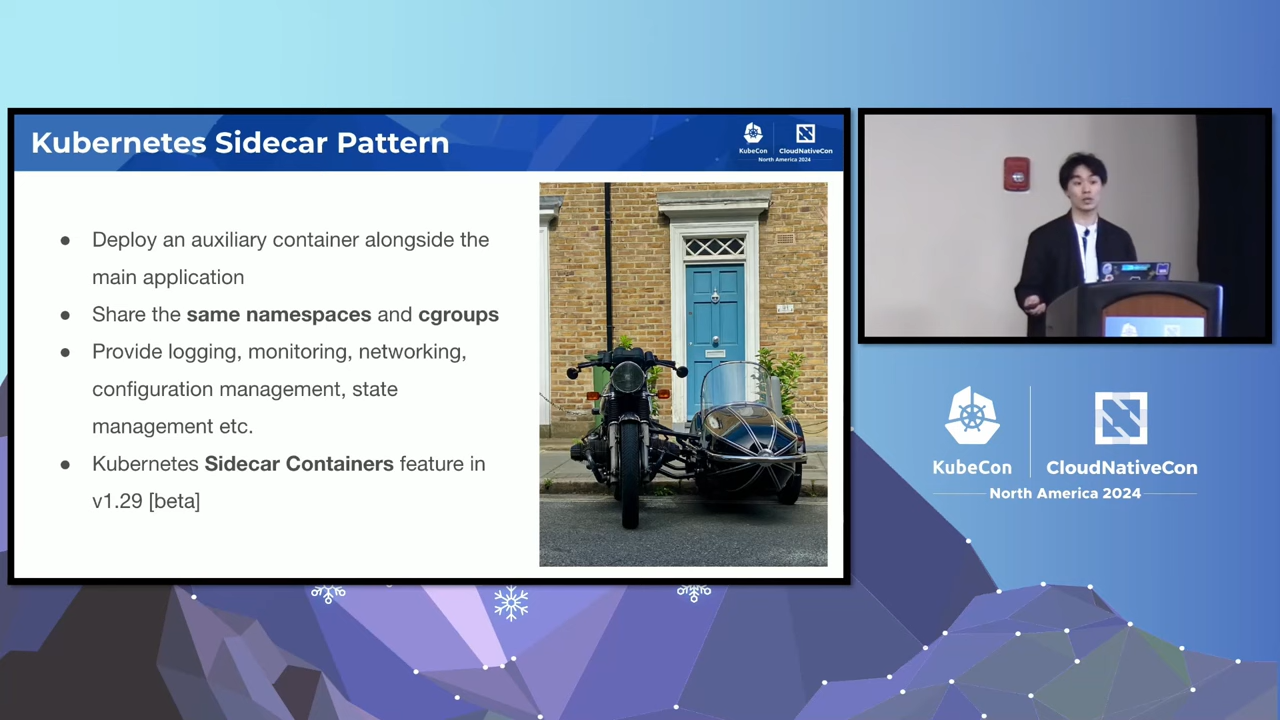 Kubernetes Sidecar Pattern
KubeCon
CloudNativeCon
North America 2024
● Deploy an auxiliary container alongside the
main application
● Share the same namespaces and cgroups
● Provide logging, monitoring, networking,
configuration management, state
management etc.
● Kubernetes Sidecar Containers feature in
v1.29 [beta]
KubeCon
CloudNativeCon
North America 2024